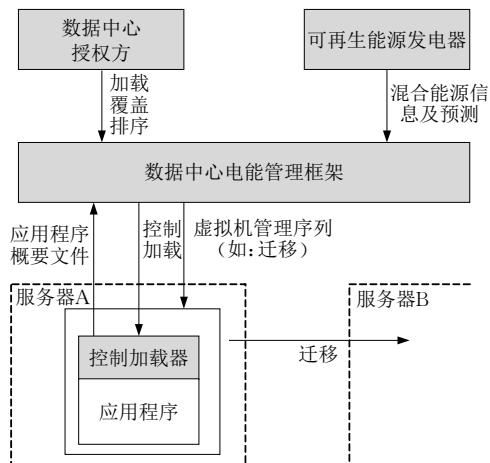 数据中心
授权方
可再生能源发电器
加载
覆盖
排序
混合能源信
息及预测
数据中心电能管理框架
应用程序
概要文件
控制
加载
虚拟机管理序列
（如:迁移）
服务器A
服务器B
控制加载器
迁移
应用程序